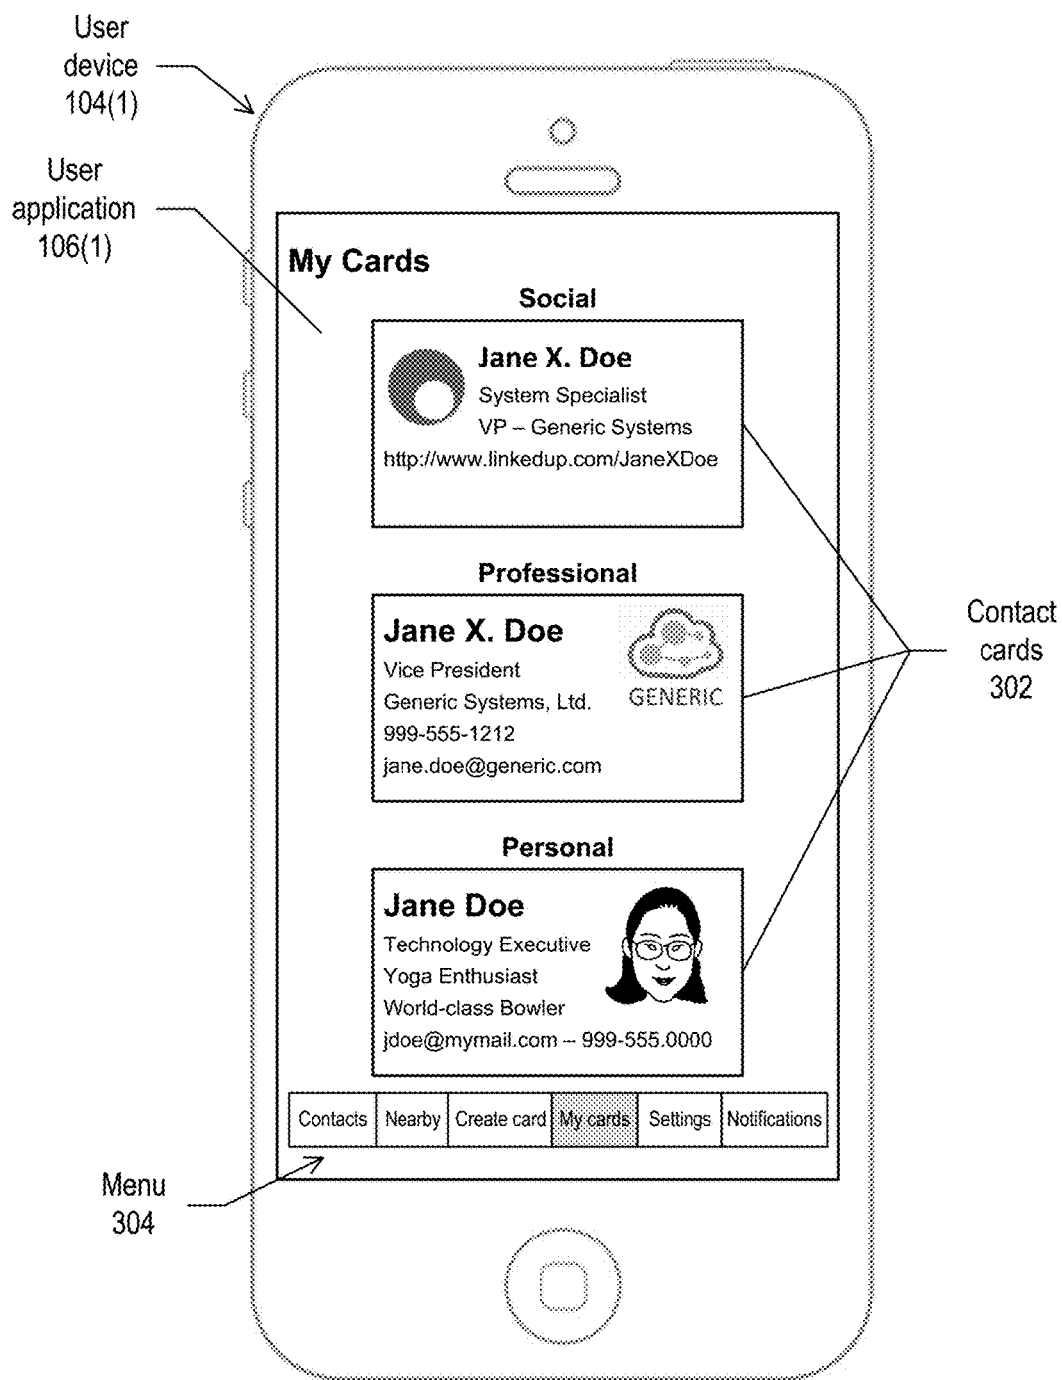 User
device
104(1)
User
application
106(1)
My Cards
Social
Jane X. Doe
System Specialist
VP – Generic Systems
http://www.linkedup.com/JaneXDoe
Professional
Jane X. Doe
Vice President
Generic Systems, Ltd.
999-555-1212
jane.doe@generic.com
GENERIC
Contact
cards
302
Personal
Jane Doe
Technology Executive
Yoga Enthusiast
World-class Bowler
jdoe@mymail.com – 999-555.0000
Contacts Nearby Create card My cards Settings Notifications
Menu
304